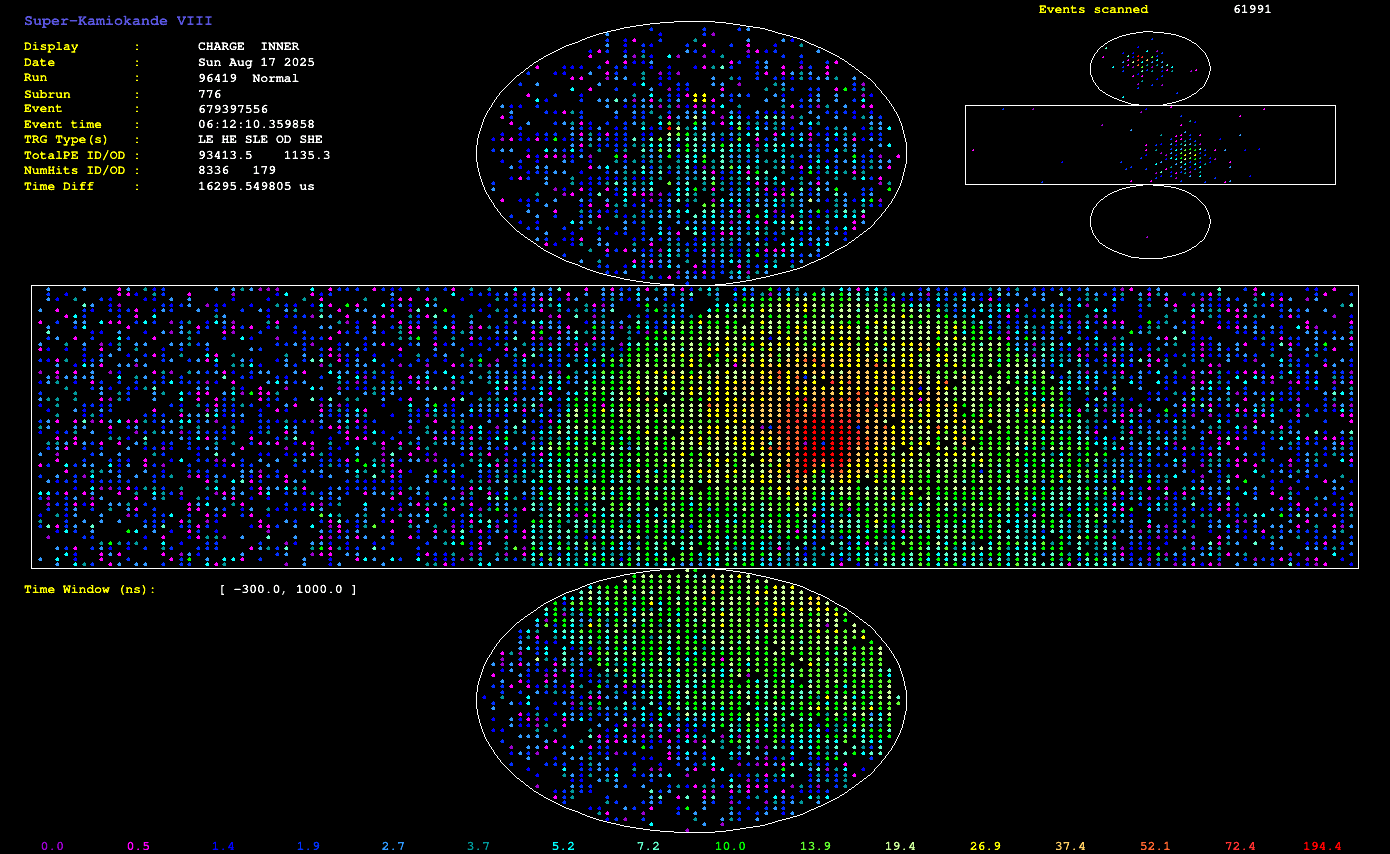 Super-Kamiokande VIII
Display : CHARGE INNER
Date : Sun Aug 17 2025
Run : 96419 Normal
Subrun : 776
Event : 679397556
Event time : 06:12:10.359858
TRG Type(s) : LE HE SLE OD SHE
TotalPE ID/OD : 93413.5 1135.3
NumHits ID/OD : 8336 179
Time Diff : 16295.549805 us
Events scanned 61991
Time Window (ns): [ −300.0, 1000.0 ]
0.0 0.5 1.4 1.9 2.7 3.7 5.2 7.2 10.0 13.9 19.4 26.9 37.4 52.1 72.4 194.4